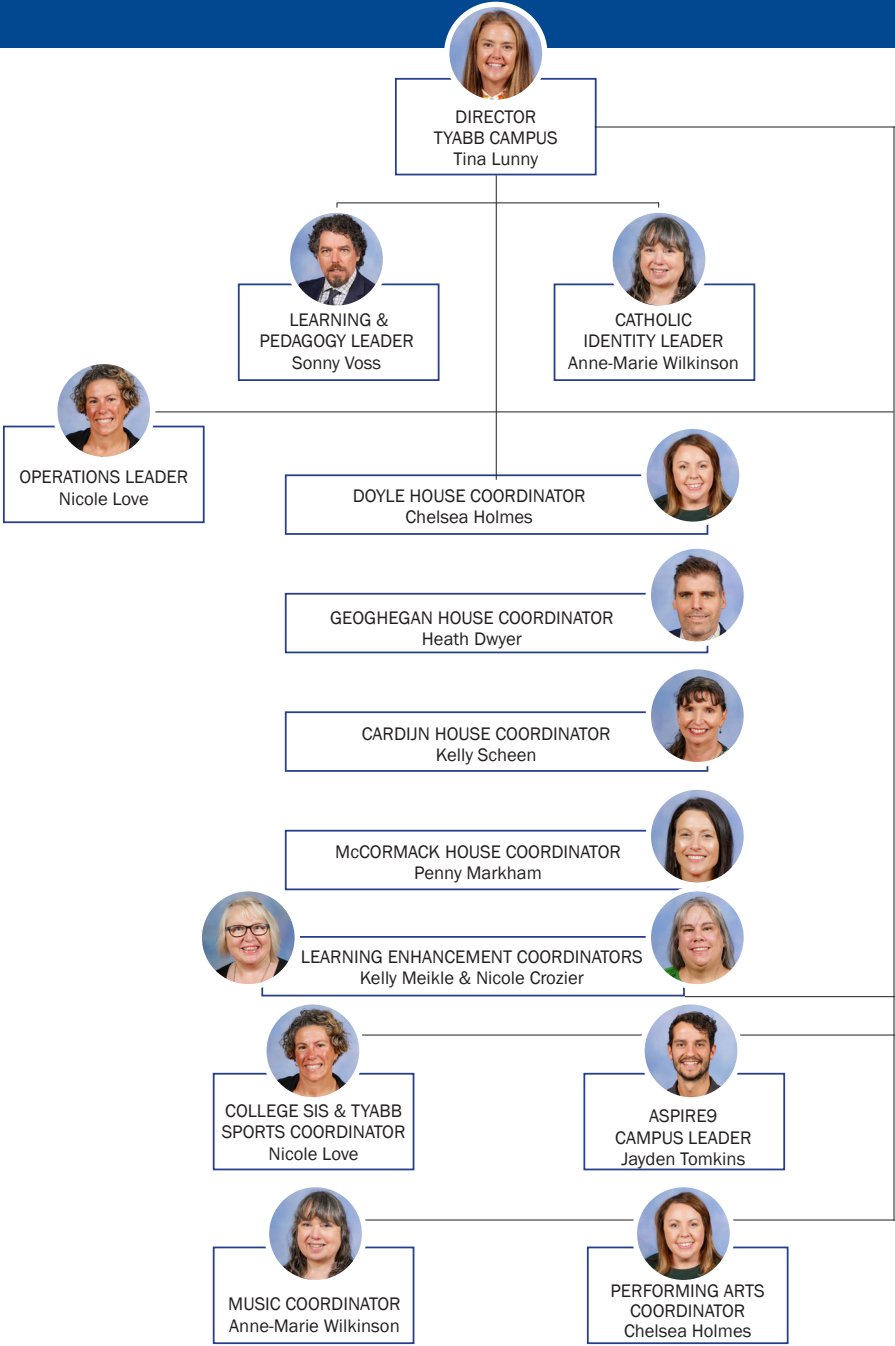 DIRECTOR
TYABB CAMPUS
Tina Lunny
LEARNING &
PEDAGOGY LEADER
Sonny Voss
CATHOLIC
IDENTITY LEADER
Anne-Marie Wilkinson
OPERATIONS LEADER
Nicole Love
DOYLE HOUSE COORDINATOR
Chelsea Holmes
GEOGHEGAN HOUSE COORDINATOR
Heath Dwyer
CARDIJN HOUSE COORDINATOR
Kelly Scheen
McCORMACK HOUSE COORDINATOR
Penny Markham
LEARNING ENHANCEMENT COORDINATORS
Kelly Meikle & Nicole Crozier
COLLEGE SIS & TYABB
SPORTS COORDINATOR
Nicole Love
ASPIRE9
CAMPUS LEADER
Jayden Tomkins
MUSIC COORDINATOR
Anne-Marie Wilkinson
PERFORMING ARTS
COORDINATOR
Chelsea Holmes